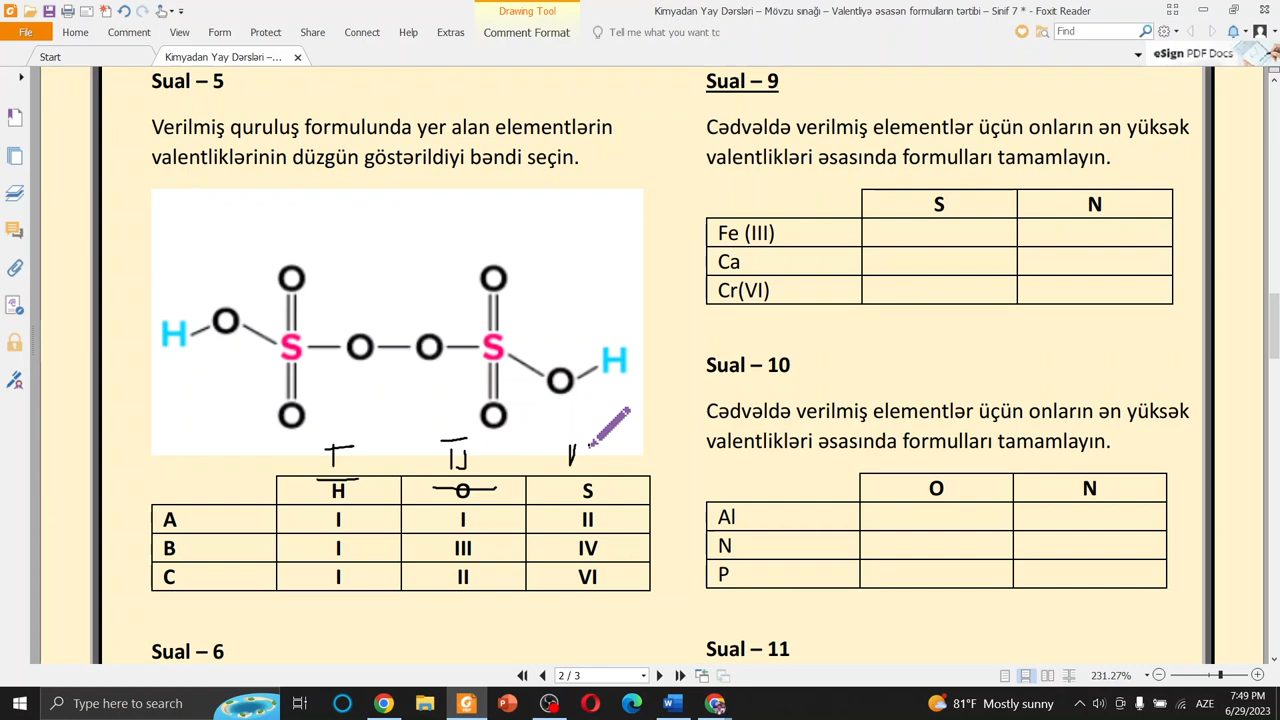 Drawing Tool
Kimyadan Yay Dərsləri – Mövzu sınağı – Valentliyə əsasən formulların tərtibi – Sinif 7 * - Foxit Reader
File Home Comment View Form Protect Share Connect Help Extras Comment Format Tell me what you want tc Find
Start Kimyadan Yay Dərsləri –... eSign PDF Docs
Sual – 5
Verilmiş quruluş formulunda yer alan elementlərin
valentliklərinin düzgün göstərildiyi bəndi seçin.
O O
H O S O O S O H
O O
I II V
H O S
A I I II
B I III IV
C I II VI
Sual – 6
Sual – 9
Cədvəldə verilmiş elementlər üçün onların ən yüksək
valentlikləri əsasında formulları tamamlayın.
S N
Fe (III)
Ca
Cr(VI)
Sual – 10
Cədvəldə verilmiş elementlər üçün onların ən yüksək
valentlikləri əsasında formulları tamamlayın.
O N
Al
N
P
Sual – 11
2 / 3 231.27%
Type here to search 81°F Mostly sunny AZE 7:49 PM
6/29/2023